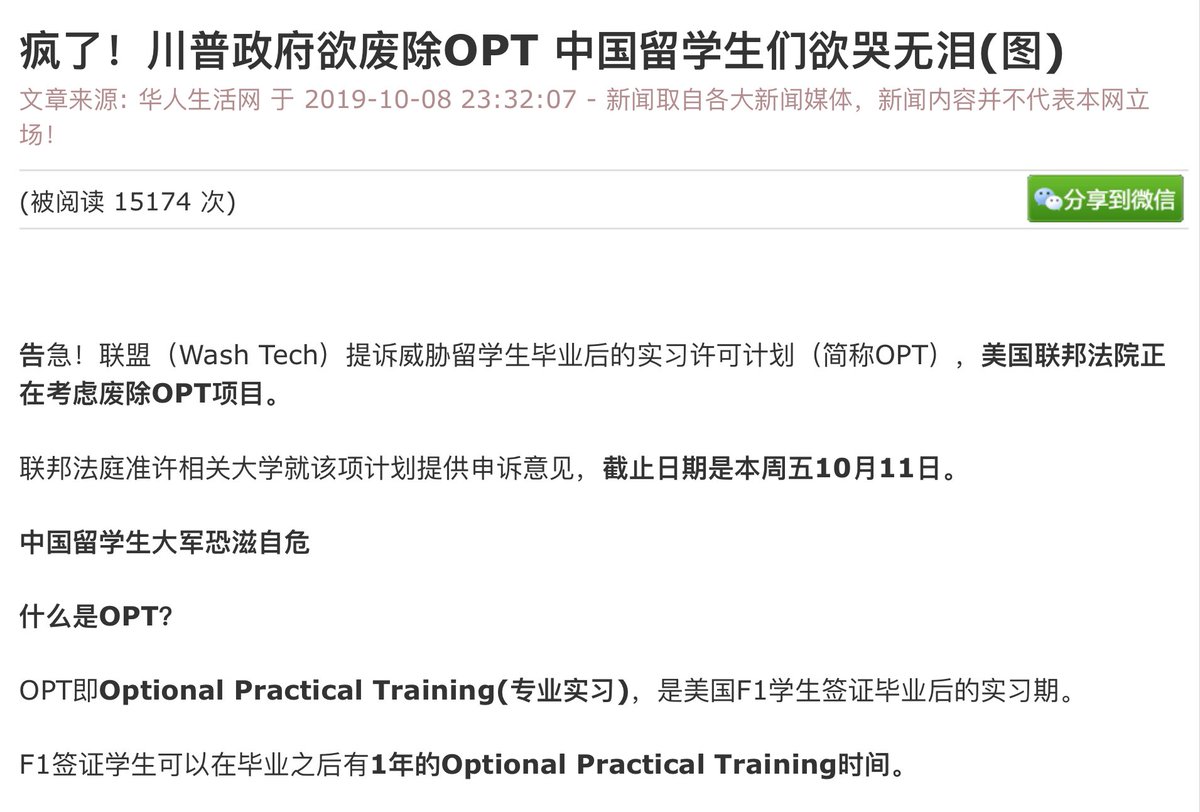 疯了！川普政府欲废除OPT 中国留学生们欲哭无泪(图)
文章来源: 华人生活网 于 2019-10-08 23:32:07 - 新闻取自各大新闻媒体，新闻内容并不代表本网立
场！
(被阅读 15174 次)
分享到微信
告急！联盟（Wash Tech）提诉威胁留学生毕业后的实习许可计划（简称OPT），美国联邦法院正
在考虑废除OPT项目。
联邦法庭准许相关大学就该项计划提供申诉意见，截止日期是本周五10月11日。
中国留学生大军恐滋自危
什么是OPT？
OPT即Optional Practical Training(专业实习)，是美国F1学生签证毕业后的实习期。
F1签证学生可以在毕业之后有1年的Optional Practical Training时间。